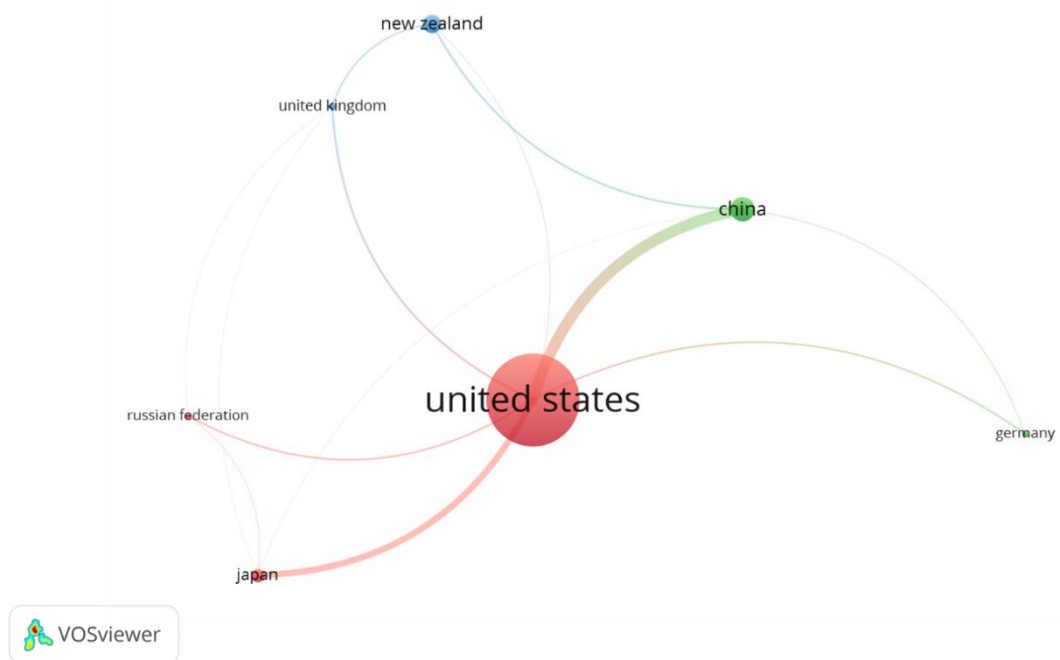 new zealand
united kingdom
china
united states
russian federation
germany
japan
VOSviewer